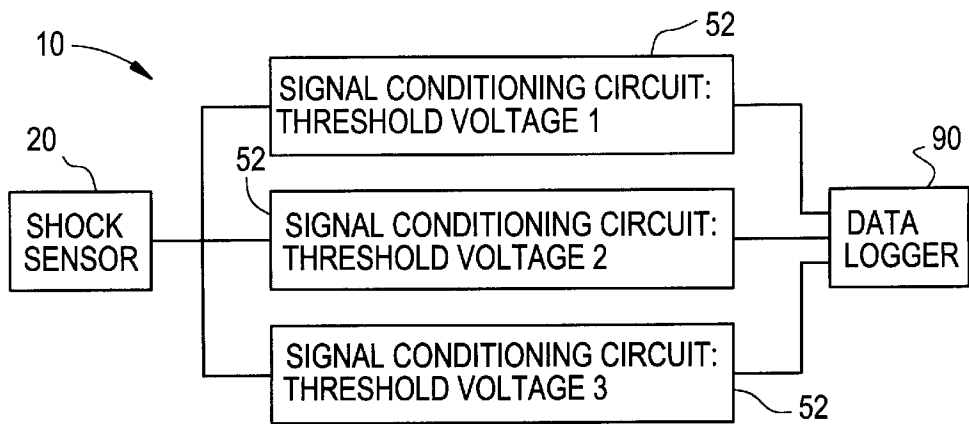 10
52
SIGNAL CONDITIONING CIRCUIT:
THRESHOLD VOLTAGE 1
20
SHOCK
SENSOR
52
SIGNAL CONDITIONING CIRCUIT:
THRESHOLD VOLTAGE 2
90
DATA
LOGGER
SIGNAL CONDITIONING CIRCUIT:
THRESHOLD VOLTAGE 3
52